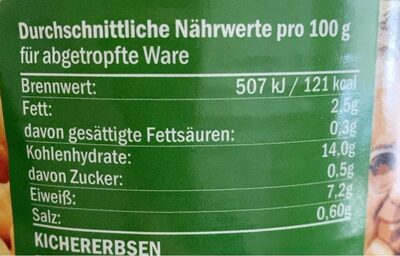 Durchschnittliche Nährwerte pro 100 g
für abgetropfte Ware
Brennwert: 507 kJ / 121 kcal
Fett: 2,5g
davon gesättigte Fettsäuren: 0,3g
Kohlenhydrate: 14,0g
davon Zucker: 0,5g
Eiweiß: 7,2g
Salz: 0,60g
KICHERERBSEN